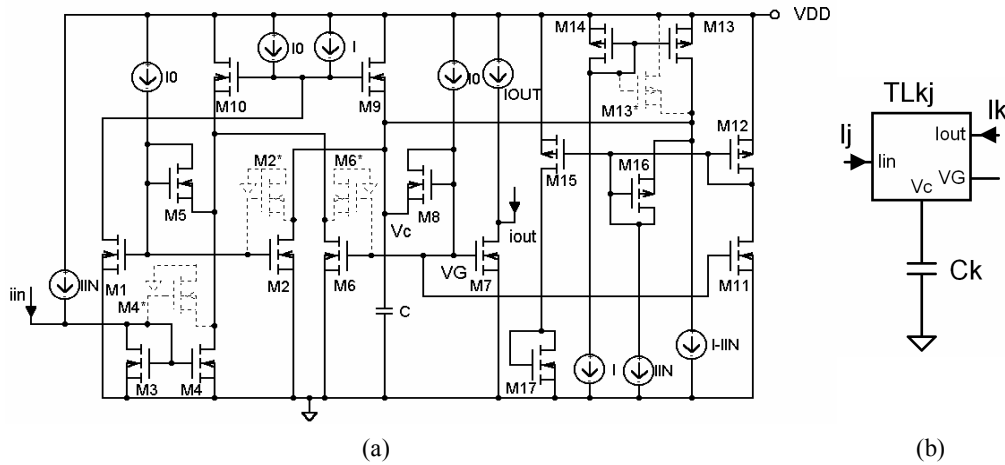 M14
M13
VDD
I0
I0
I
I0
IOUT
M10
M9
M13*
M12
M16
M15
M2*
M6*
M5
M8
Vc
iout
M1
IIN
M2
M6
VG
M7
M11
iin
M4*
C
I-IIN
M3
M4
M17
I
IIN
(a)
TLkj
Ij
Ik
Iout
Iin
VG
Vc
Ck
(b)